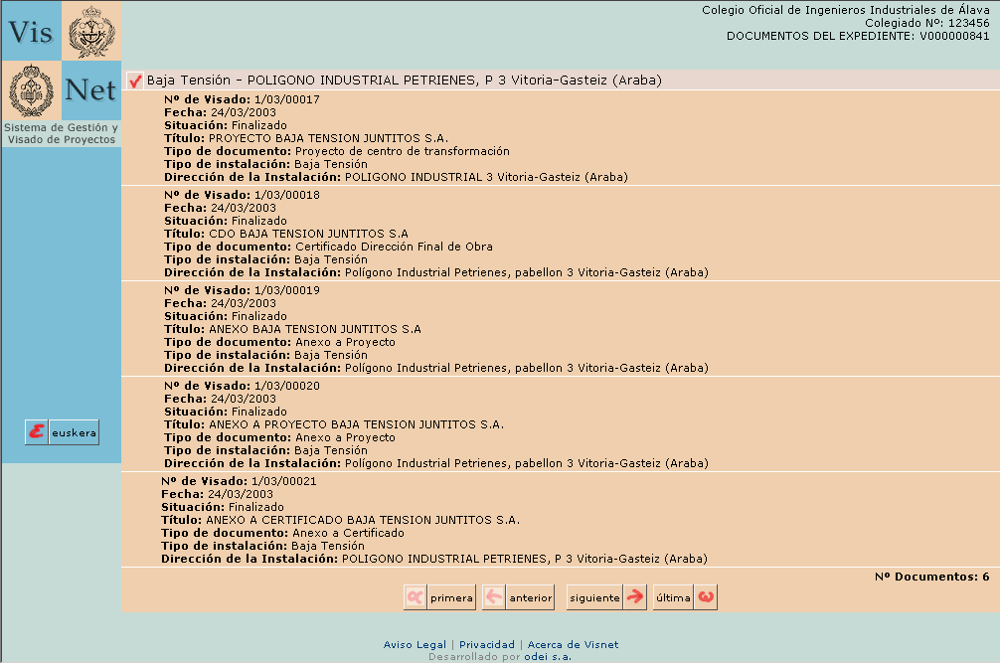 Vis
Net
Sistema de Gestión y
Visado de Proyectos
euskera
Colegio Oficial de Ingenieros Industriales de Álava
Colegiado Nº: 123456
DOCUMENTOS DEL EXPEDIENTE: V000000841
Baja Tensión - POLIGONO INDUSTRIAL PETRIENES, P 3 Vitoria-Gasteiz (Araba)
Nº de Visado: 1/03/00017
Fecha: 24/03/2003
Situación: Finalizado
Título: PROYECTO BAJA TENSION JUNTITOS S.A.
Tipo de documento: Proyecto de centro de transformación
Tipo de instalación: Baja Tensión
Dirección de la Instalación: POLIGONO INDUSTRIAL 3 Vitoria-Gasteiz (Araba)
Nº de Visado: 1/03/00018
Fecha: 24/03/2003
Situación: Finalizado
Título: CDO BAJA TENSION JUNTITOS S.A
Tipo de documento: Certificado Dirección Final de Obra
Tipo de instalación: Baja Tensión
Dirección de la Instalación: Polígono Industrial Petrienes, pabellon 3 Vitoria-Gasteiz (Araba)
Nº de Visado: 1/03/00019
Fecha: 24/03/2003
Situación: Finalizado
Título: ANEXO BAJA TENSION JUNTITOS S.A
Tipo de documento: Anexo a Proyecto
Tipo de instalación: Baja Tensión
Dirección de la Instalación: Polígono Industrial Petrienes, pabellon 3 Vitoria-Gasteiz (Araba)
Nº de Visado: 1/03/00020
Fecha: 24/03/2003
Situación: Finalizado
Título: ANEXO A PROYECTO BAJA TENSION JUNTITOS S.A.
Tipo de documento: Anexo a Proyecto
Tipo de instalación: Baja Tensión
Dirección de la Instalación: Polígono Industrial Petrienes, pabellon 3 Vitoria-Gasteiz (Araba)
Nº de Visado: 1/03/00021
Fecha: 24/03/2003
Situación: Finalizado
Título: ANEXO A CERTIFICADO BAJA TENSION JUNTITOS S.A.
Tipo de documento: Anexo a Certificado
Tipo de instalación: Baja Tensión
Dirección de la Instalación: POLIGONO INDUSTRIAL PETRIENES, P 3 Vitoria-Gasteiz (Araba)
Nº Documentos: 6
primera anterior siguiente última
Aviso Legal | Privacidad | Acerca de Visnet
Desarrollado por odei s.a.